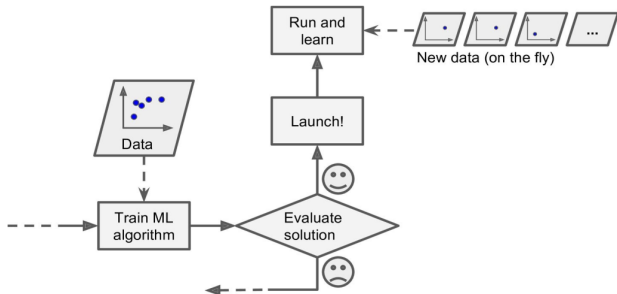 Run and
learn
...
New data (on the fly)
Launch!
Data
Train ML
algorithm
Evaluate
solution